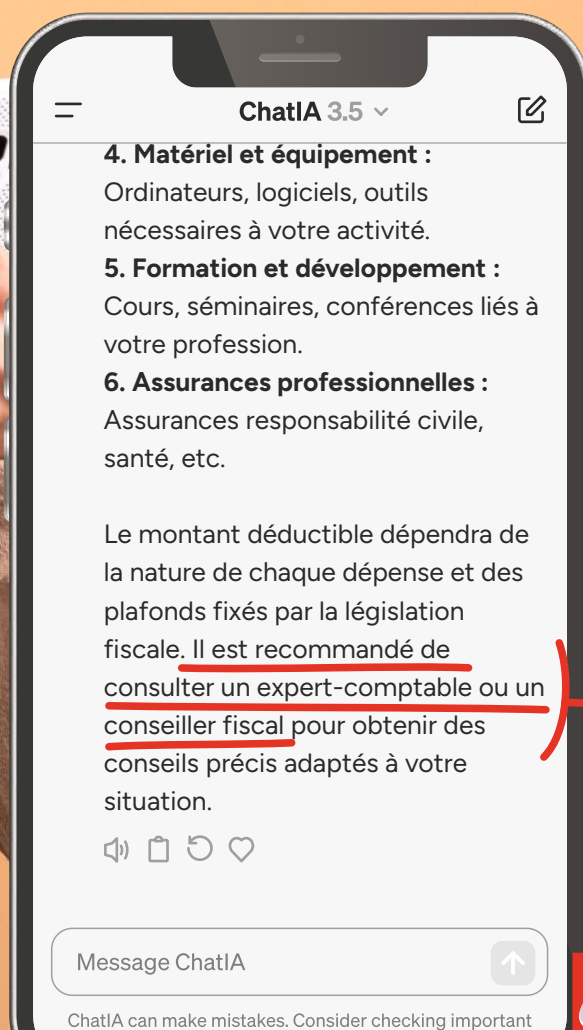 ChatIA 3.5
4. Matériel et équipement :
Ordinateurs, logiciels, outils
nécessaires à votre activité.
5. Formation et développement :
Cours, séminaires, conférences liés à
votre profession.
6. Assurances professionnelles :
Assurances responsabilité civile,
santé, etc.
Le montant déductible dépendra de
la nature de chaque dépense et des
plafonds fixés par la législation
fiscale. Il est recommandé de
consulter un expert-comptable ou un
conseiller fiscal pour obtenir des
conseils précis adaptés à votre
situation.
Message ChatIA
ChatIA can make mistakes. Consider checking important